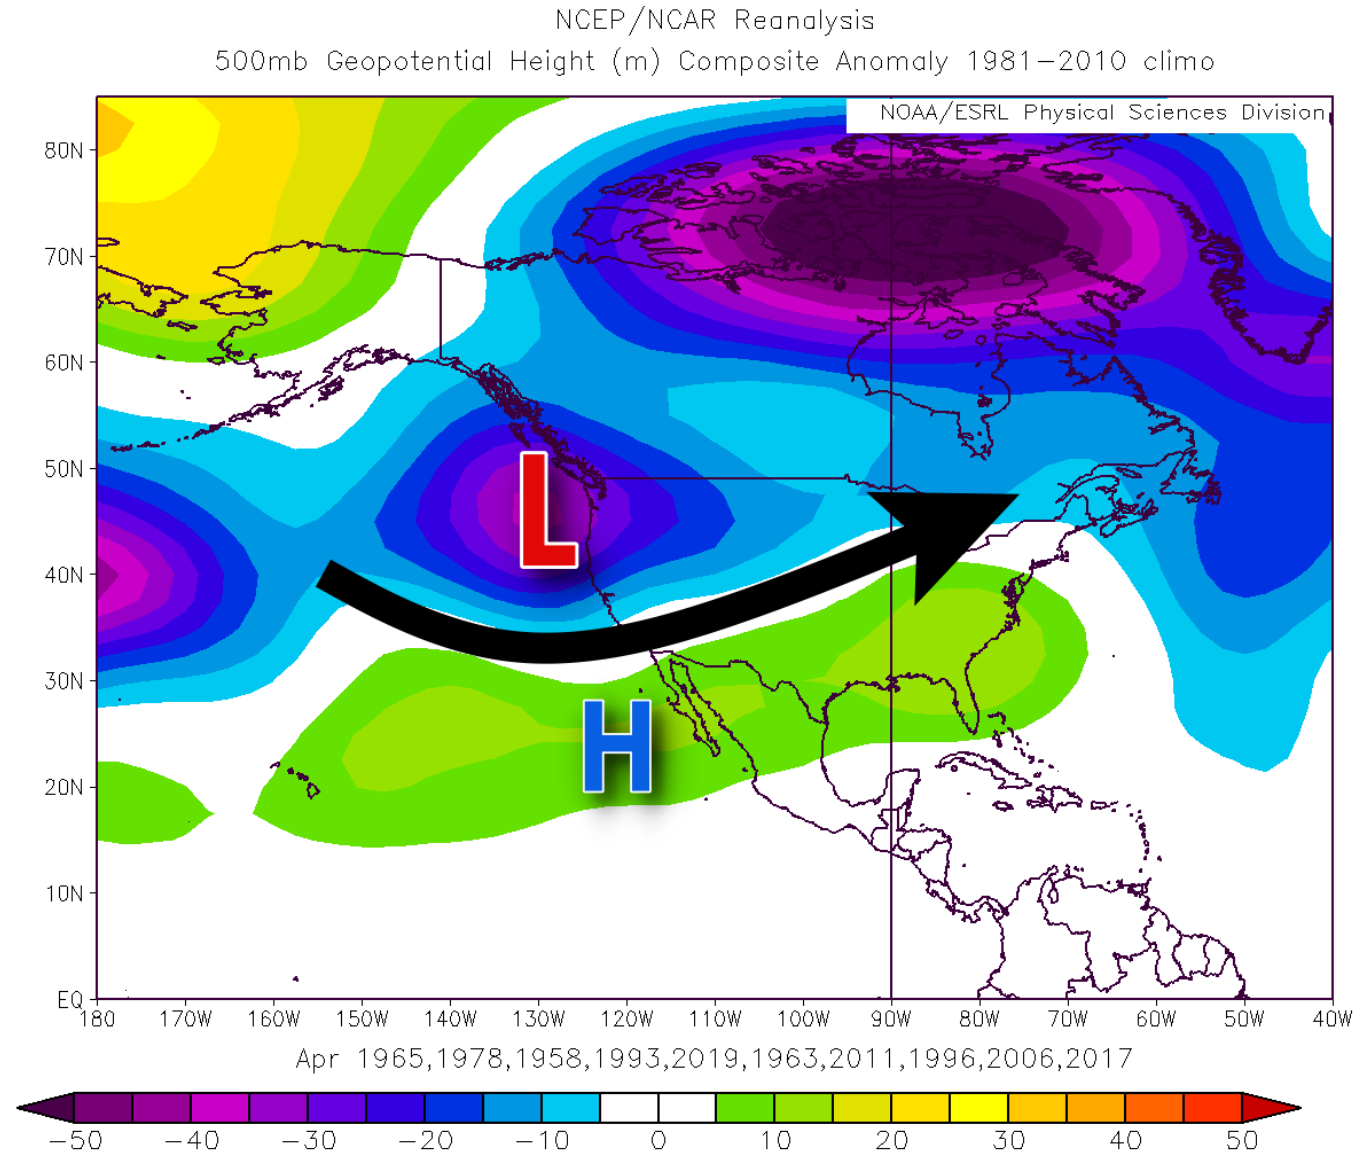 NCEP/NCAR Reanalysis
500mb Geopotential Height (m) Composite Anomaly 1981-2010 climo
NOAA/ESRL Physical Sciences Division
80N
70N
60N
50N
L
40N
30N
H
20N
10N
EQ
180 170W 160W 150W 140W 130W 120W 110W 100W 90W 80W 70W 60W 50W 40W
Apr 1965,1978,1958,1993,2019,1963,2011,1996,2006,2017
-50 -40 -30 -20 -10 0 10 20 30 40 50